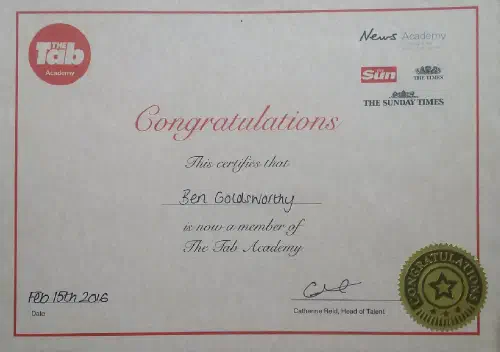 THE
Tab
Academy
News Academy
THE Sun
THE TIMES
THE SUNDAY TIMES
Congratulations
This certifies that
Ben Goldsworthy
is now a member of
The Tab Academy
Feb 15th 2016
Date
Catherine Reid, Head of Talent
CONGRATULATIONS